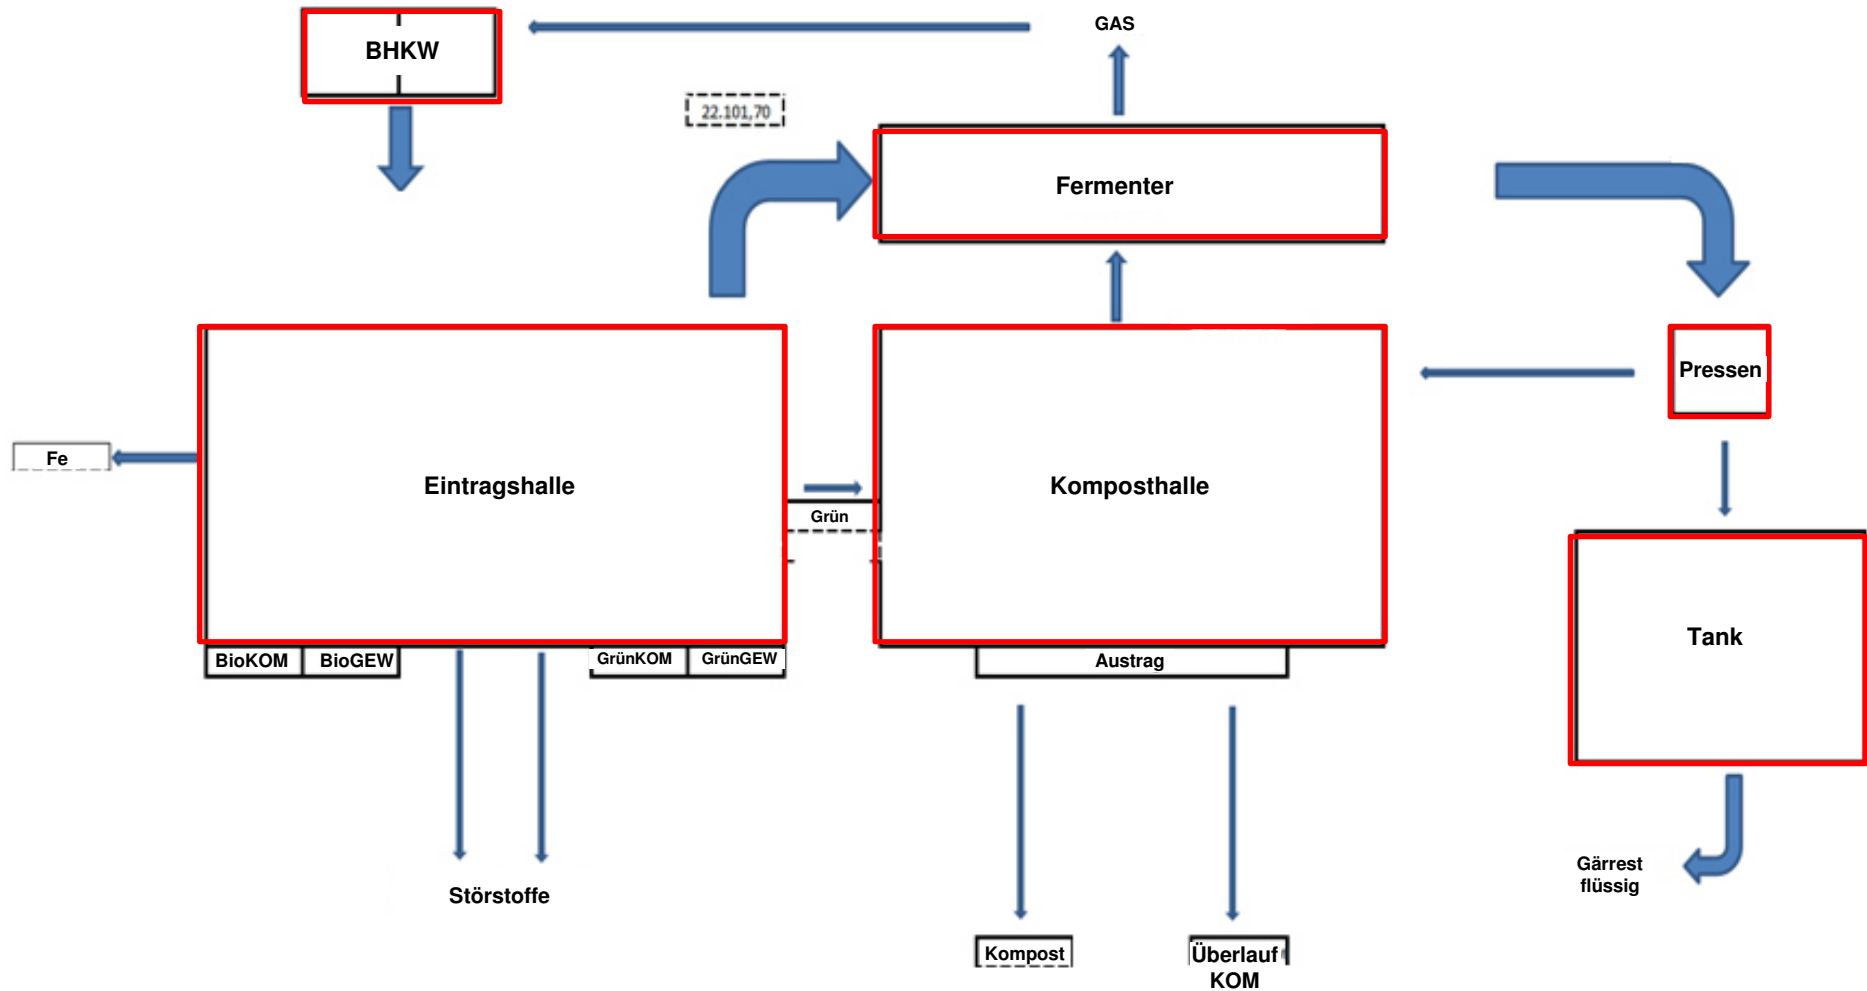 GAS
BHKW
22.101,70
Fermenter
Pressen
Fe
Eintragshalle
Komposthalle
Grün
Tank
BioKOM
BioGEW
GrünKOM
GrünGEW
Austrag
Gärrest
flüssig
Störstoffe
Kompost
Überlauf
KOM